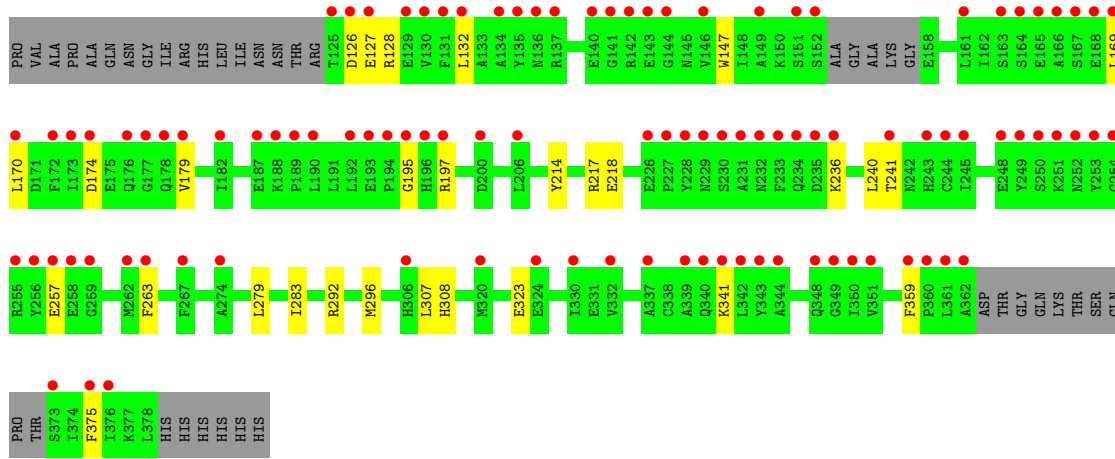 PRO VAL ALA PRO ALA GLN ASN GLY ILE ARG HIS LEU ILE ASN ASN THR ARG T125 D126 E127 R128 E129 V130 F131 L132 A133 A134 Y135 N136 R137 E140 G141 R142 E143 G144 N145 V146 W147 I148 A149 K150 S151 S152 ALA GLY ALA LYS GLY E158 L161 I162 S163 S164 E165 A166 S167 E168 L169
L170 D171 F172 I173 D174 E175 Q176 G177 Q178 V179 I182 E187 K188 P189 L190 L191 L192 E193 P194 G195 H196 R197 D200 L206 Y214 R217 E218 E226 P227 Y228 N229 S230 A231 N232 F233 Q234 D235 K236 L240 T241 N242 H243 C244 I245 E248 Y249 S250 K251 N252 Y253 G254
R255 Y256 E257 E258 G259 M262 F263 F267 A274 L279 I283 R292 M296 H306 L307 H308 M320 E323 E324 I330 E331 V332 A337 C338 A339 Q340 K341 L342 Y343 A344 Q348 G349 I350 V351 F359 P360 L361 A362 ASP THR GLY GLN LYS THR SER GLN
PRO THR S373 I374 F375 I376 K377 L378 HIS HIS HIS HIS HIS HIS